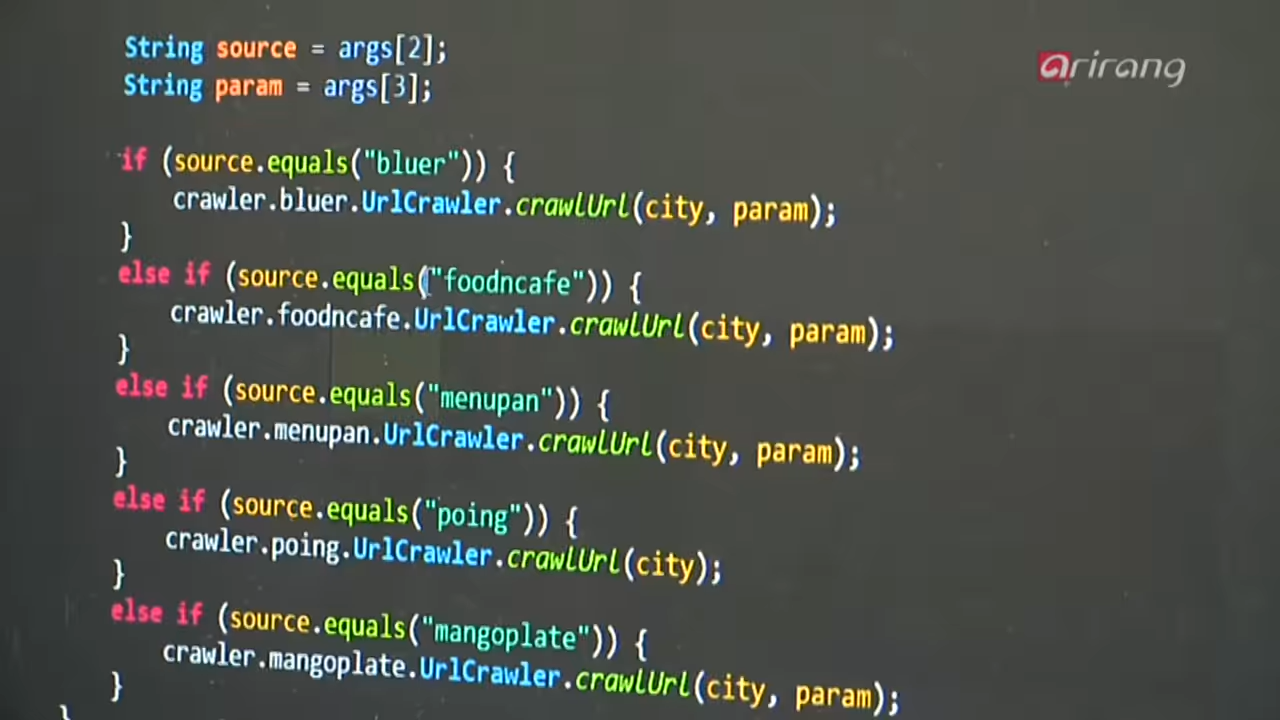 String source = args[2];
arirang
String param = args[3];
if (source.equals("bluer")) {
crawler.bluer.UrlCrawler.crawlUrl(city, param);
}
else if (source.equals("foodncafe")) {
crawler.foodncafe.UrlCrawler.crawlUrl(city, param);
}
else if (source.equals("menupan")) {
crawler.menupan.UrlCrawler.crawlUrl(city, param);
}
else if (source.equals("poing")) {
crawler.poing.UrlCrawler.crawlUrl(city);
}
else if (source.equals("mangoplate")) {
crawler.mangoplate.UrlCrawler.crawlUrl(city, param);
}
}